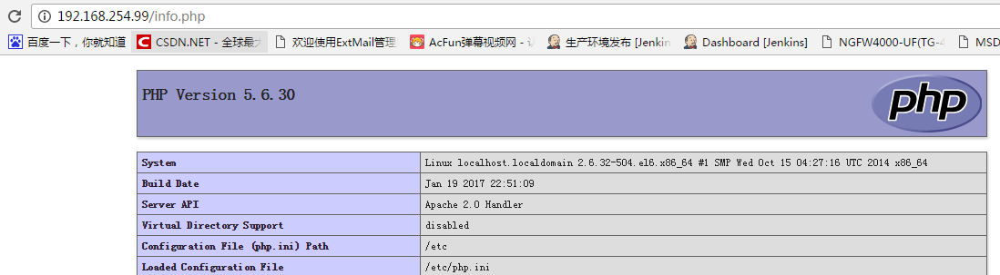 192.168.254.99/info.php
百度一下，你就知道 CSDN.NET - 全球最大 欢迎使用ExtMail管理 AcFun弹幕视频网 - 生产环境发布 [Jenkin Dashboard [Jenkins] NGFW4000-UF(TG-4 MSD
PHP Version 5.6.30
php
System Linux localhost.localdomain 2.6.32-504.el6.x86_64 #1 SMP Wed Oct 15 04:27:16 UTC 2014 x86_64
Build Date Jan 19 2017 22:51:09
Server API Apache 2.0 Handler
Virtual Directory Support disabled
Configuration File (php.ini) Path /etc
Loaded Configuration File /etc/php.ini